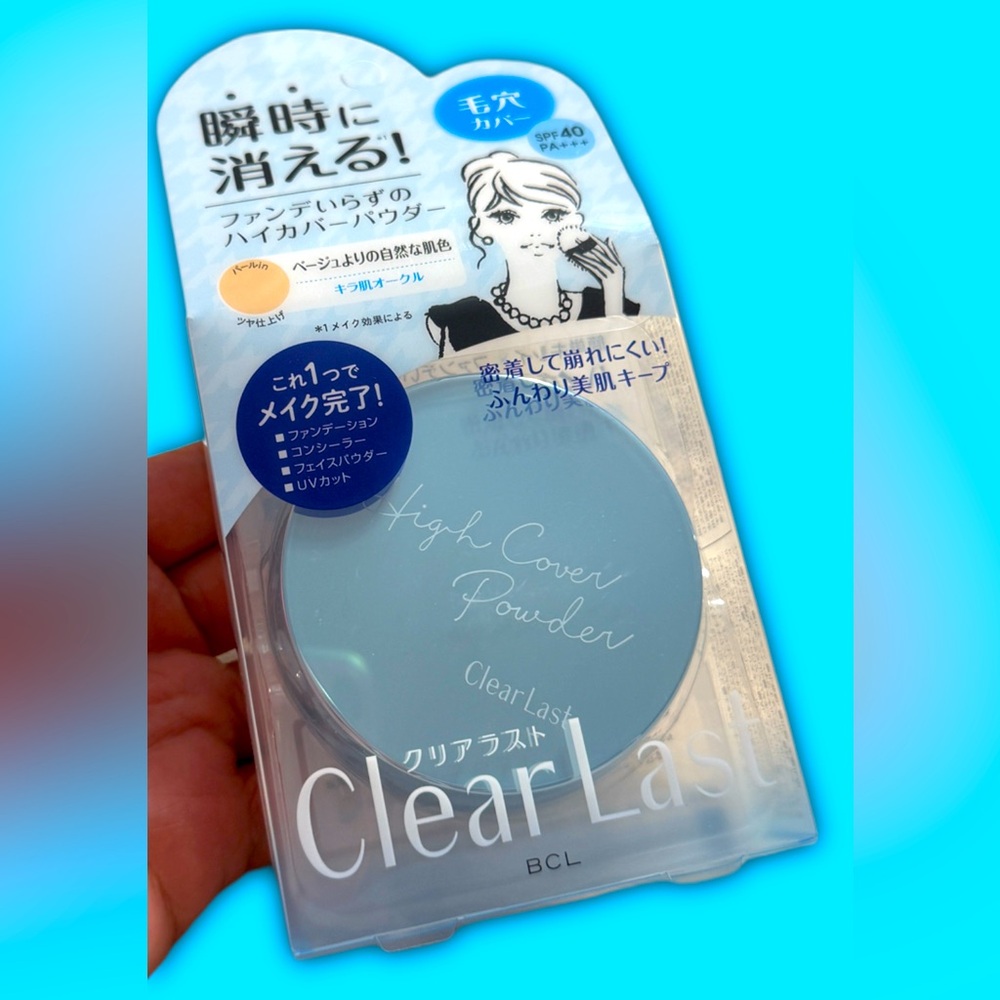 瞬時に
消える!*1
毛穴
カバー
SPF40
PA+++
ファンデいらずの
ハイカバーパウダー
パールin
ツヤ仕上げ
ベージュよりの自然な肌色
キラ肌オークル
*1メイク効果による
これ1つで
メイク完了!
■ファンデーション
■コンシーラー
■フェイスパウダー
■UVカット
密着して崩れにくい!
ふんわり美肌キープ
High Cover
Powder
ClearLast
クリアラスト
ClearLast
BCL